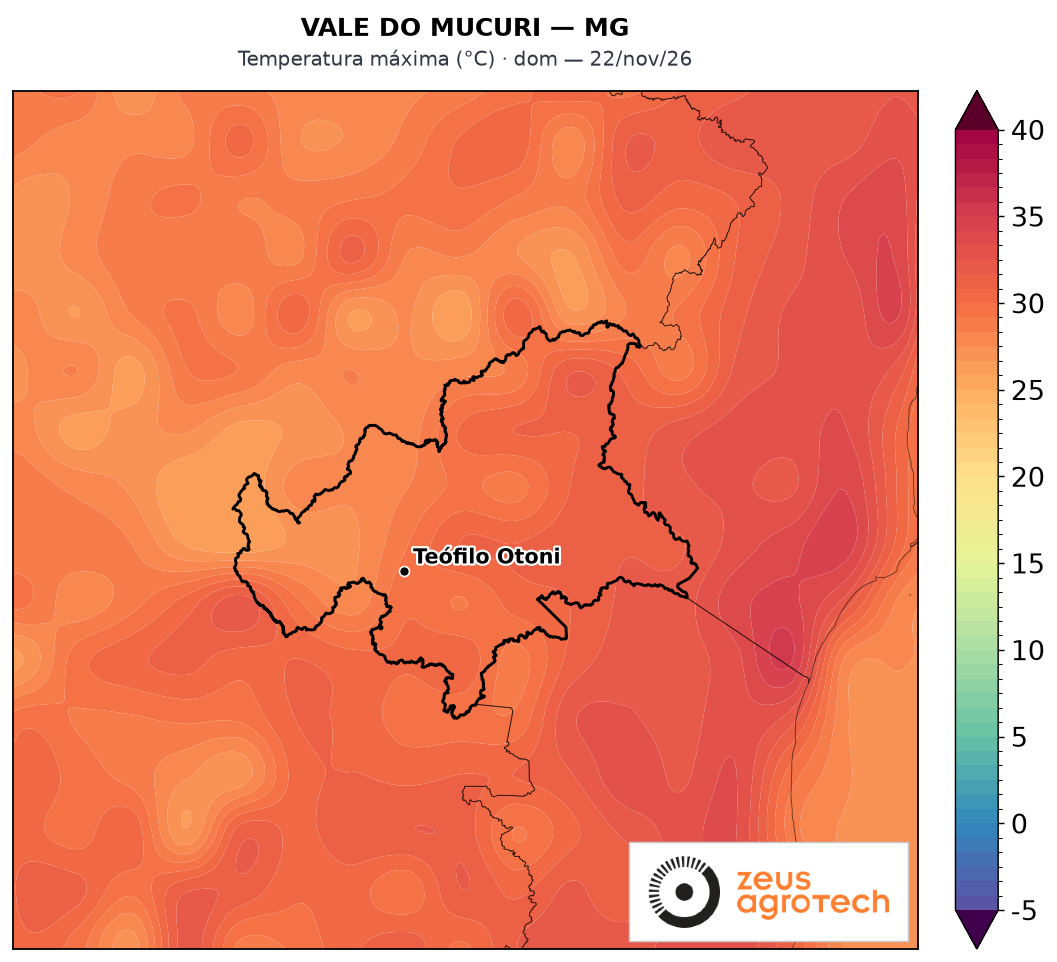 VALE DO MUCURI — MG
Temperatura máxima (°C) · dom — 22/nov/26
40
35
30
25
20
15
10
5
0
-5
Teófilo Otoni
zeus
agrotech